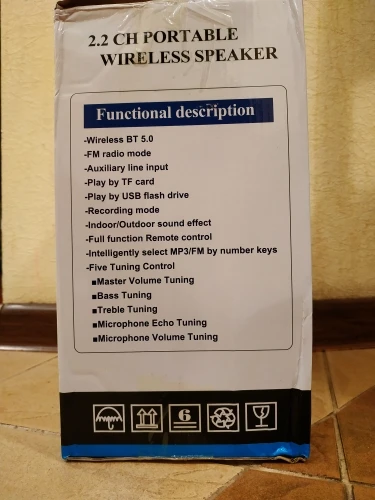 2.2 CH PORTABLE
WIRELESS SPEAKER
Functional description
-Wireless BT 5.0
-FM radio mode
-Auxiliary line input
-Play by TF card
-Play by USB flash drive
-Recording mode
-Indoor/Outdoor sound effect
-Full function Remote control
-Intelligently select MP3/FM by number keys
-Five Tuning Control
■Master Volume Tuning
■Bass Tuning
■Treble Tuning
■Microphone Echo Tuning
■Microphone Volume Tuning
6